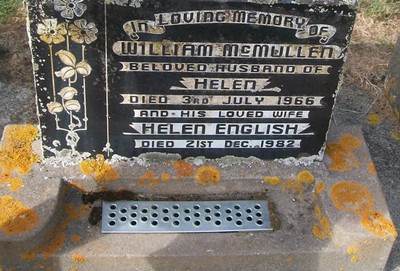 IN LOVING MEMORY OF
WILLIAM McMULLEN
BELOVED HUSBAND OF
HELEN
DIED 3RD JULY 1966
AND HIS LOVED WIFE
HELEN ENGLISH
DIED 21ST DEC. 1982